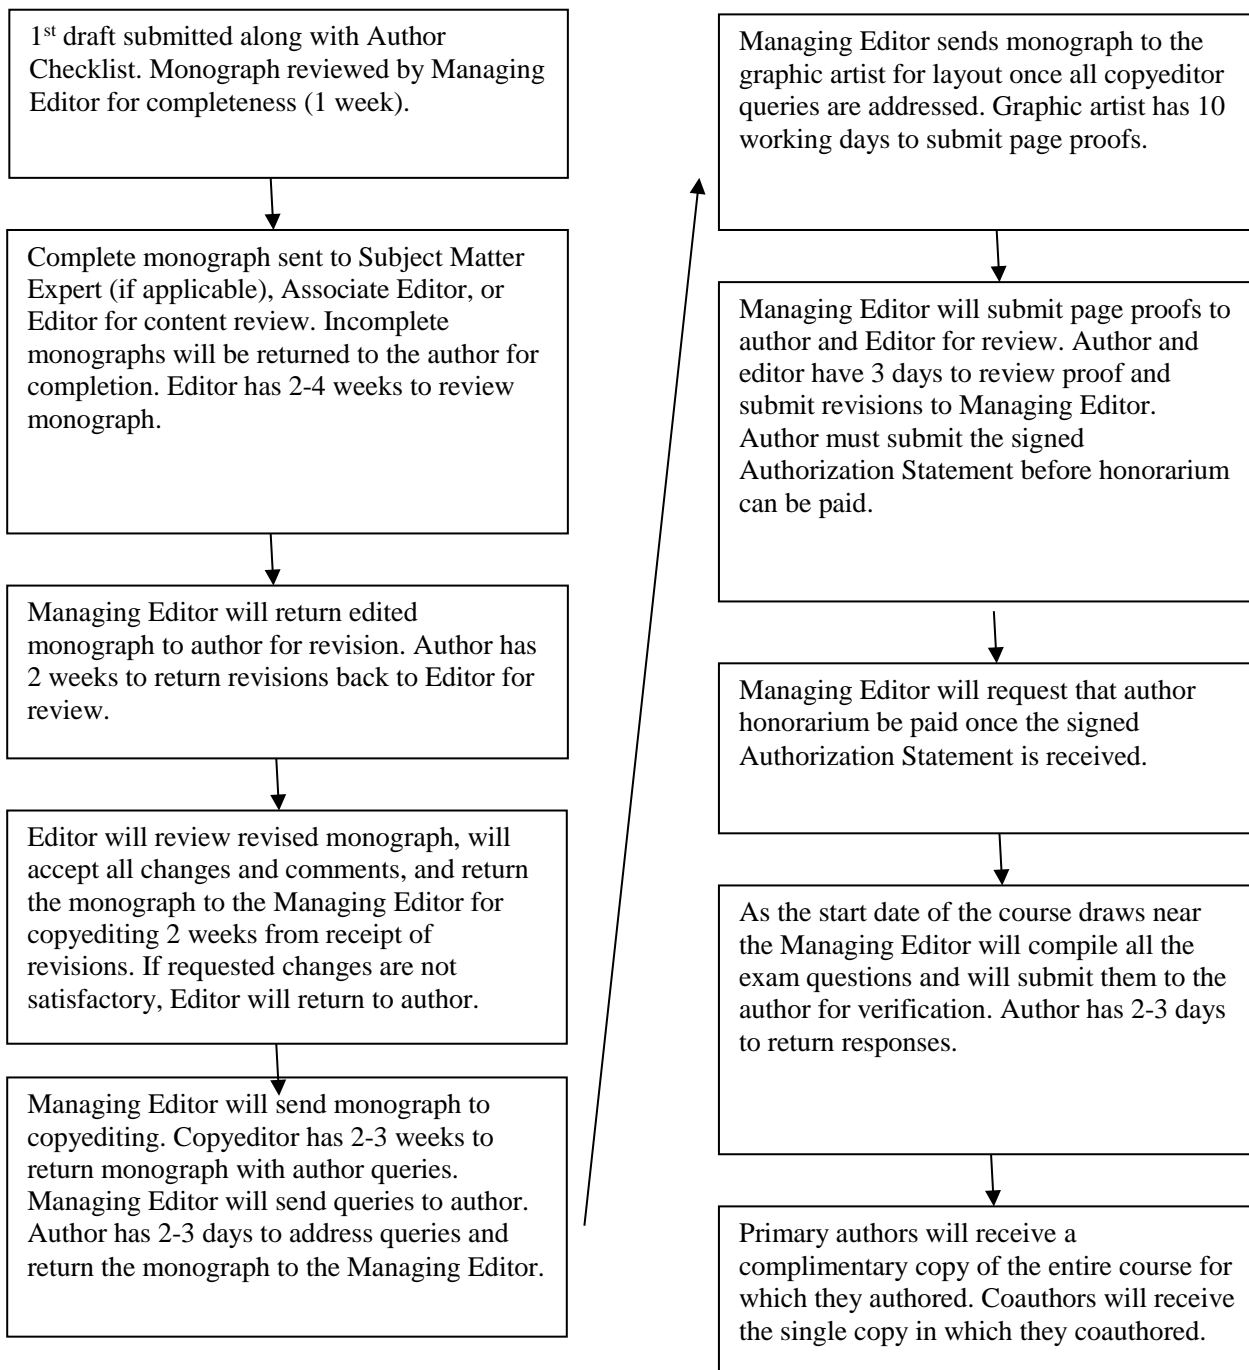 1st draft submitted along with Author
Checklist. Monograph reviewed by Managing
Editor for completeness (1 week).
Complete monograph sent to Subject Matter
Expert (if applicable), Associate Editor, or
Editor for content review. Incomplete
monographs will be returned to the author for
completion. Editor has 2-4 weeks to review
monograph.
Managing Editor will return edited
monograph to author for revision. Author has
2 weeks to return revisions back to Editor for
review.
Editor will review revised monograph, will
accept all changes and comments, and return
the monograph to the Managing Editor for
copyediting 2 weeks from receipt of
revisions. If requested changes are not
satisfactory, Editor will return to author.
Managing Editor will send monograph to
copyediting. Copyeditor has 2-3 weeks to
return monograph with author queries.
Managing Editor will send queries to author.
Author has 2-3 days to address queries and
return the monograph to the Managing Editor.
Managing Editor sends monograph to the
graphic artist for layout once all copyeditor
queries are addressed. Graphic artist has 10
working days to submit page proofs.
Managing Editor will submit page proofs to
author and Editor for review. Author and
editor have 3 days to review proof and
submit revisions to Managing Editor.
Author must submit the signed
Authorization Statement before honorarium
can be paid.
Managing Editor will request that author
honorarium be paid once the signed
Authorization Statement is received.
As the start date of the course draws near
the Managing Editor will compile all the
exam questions and will submit them to the
author for verification. Author has 2-3 days
to return responses.
Primary authors will receive a
complimentary copy of the entire course for
which they authored. Coauthors will receive
the single copy in which they coauthored.